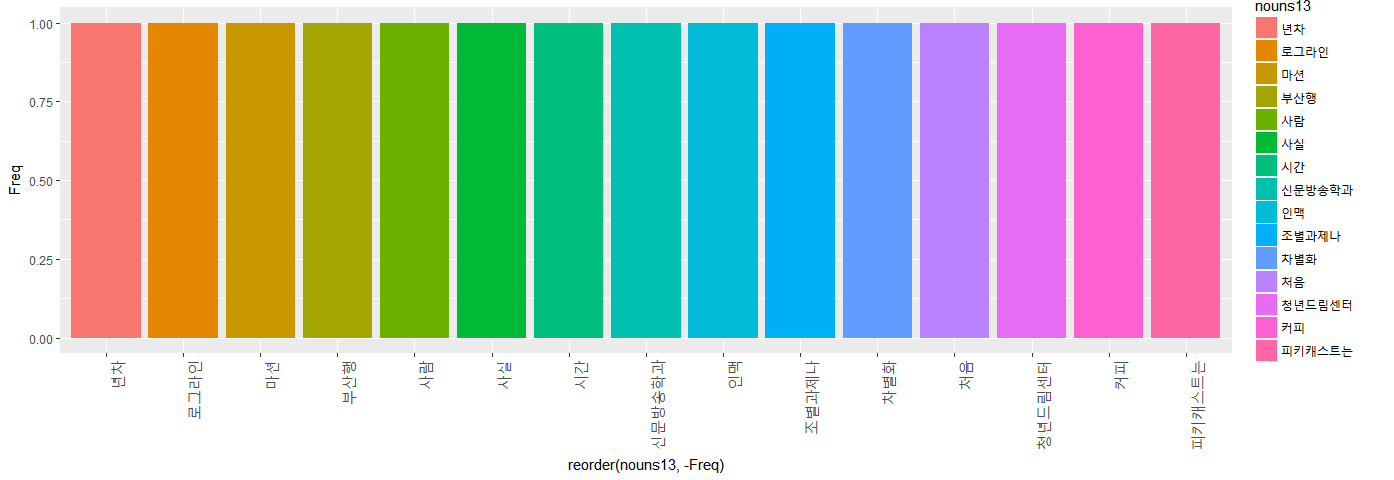 nouns13
1.00
0.75
0.50
0.25
0.00
Freq
년차
로그라인
마션
부산행
사람
사실
시간
신문방송학과
인맥
조별과제나
차별화
처음
청년드림센터
커피
피키캐스트는
reorder(nouns13, -Freq)
년차
로그라인
마션
부산행
사람
사실
시간
신문방송학과
인맥
조별과제나
차별화
처음
청년드림센터
커피
피키캐스트는